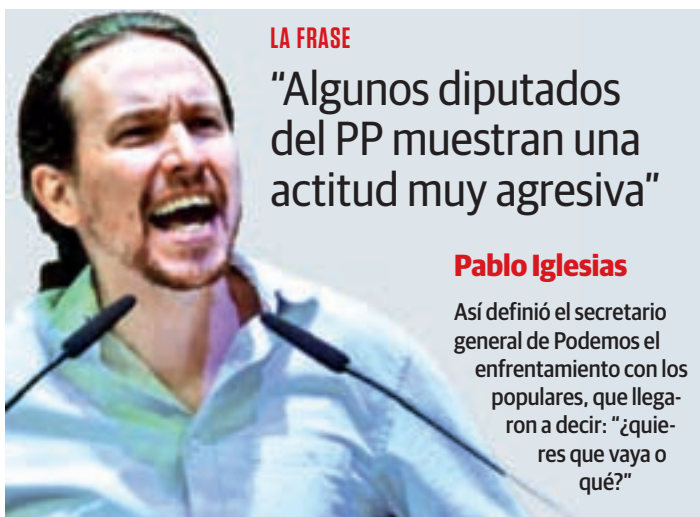 LA FRASE
“Algunos diputados
del PP muestran una
actitud muy agresiva”
Pablo Iglesias
Así definió el secretario
general de Podemos el
enfrentamiento con los
populares, que llega-
ron a decir: “¿quie-
res que vaya o
qué?”